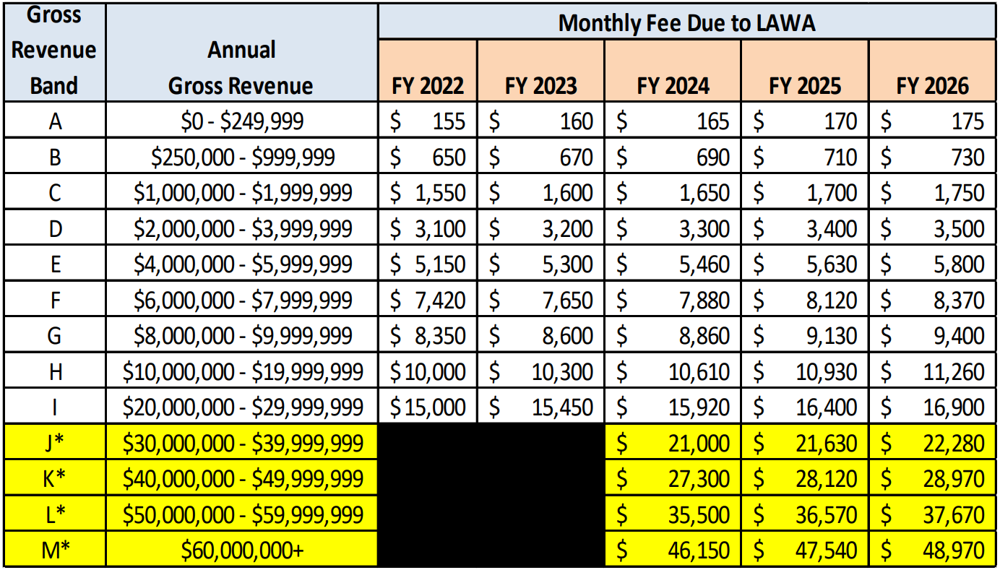 Gross Revenue Band Annual Gross Revenue Monthly Fee Due to LAWA
FY 2022 FY 2023 FY 2024 FY 2025 FY 2026
A $0 - $249,999 $ 155 $ 160 $ 165 $ 170 $ 175
B $250,000 - $999,999 $ 650 $ 670 $ 690 $ 710 $ 730
C $1,000,000 - $1,999,999 $ 1,550 $ 1,600 $ 1,650 $ 1,700 $ 1,750
D $2,000,000 - $3,999,999 $ 3,100 $ 3,200 $ 3,300 $ 3,400 $ 3,500
E $4,000,000 - $5,999,999 $ 5,150 $ 5,300 $ 5,460 $ 5,630 $ 5,800
F $6,000,000 - $7,999,999 $ 7,420 $ 7,650 $ 7,880 $ 8,120 $ 8,370
G $8,000,000 - $9,999,999 $ 8,350 $ 8,600 $ 8,860 $ 9,130 $ 9,400
H $10,000,000 - $19,999,999 $ 10,000 $ 10,300 $ 10,610 $ 10,930 $ 11,260
I $20,000,000 - $29,999,999 $ 15,000 $ 15,450 $ 15,920 $ 16,400 $ 16,900
J* $30,000,000 - $39,999,999 $ 21,000 $ 21,630 $ 22,280
K* $40,000,000 - $49,999,999 $ 27,300 $ 28,120 $ 28,970
L* $50,000,000 - $59,999,999 $ 35,500 $ 36,570 $ 37,670
M* $60,000,000+ $ 46,150 $ 47,540 $ 48,970